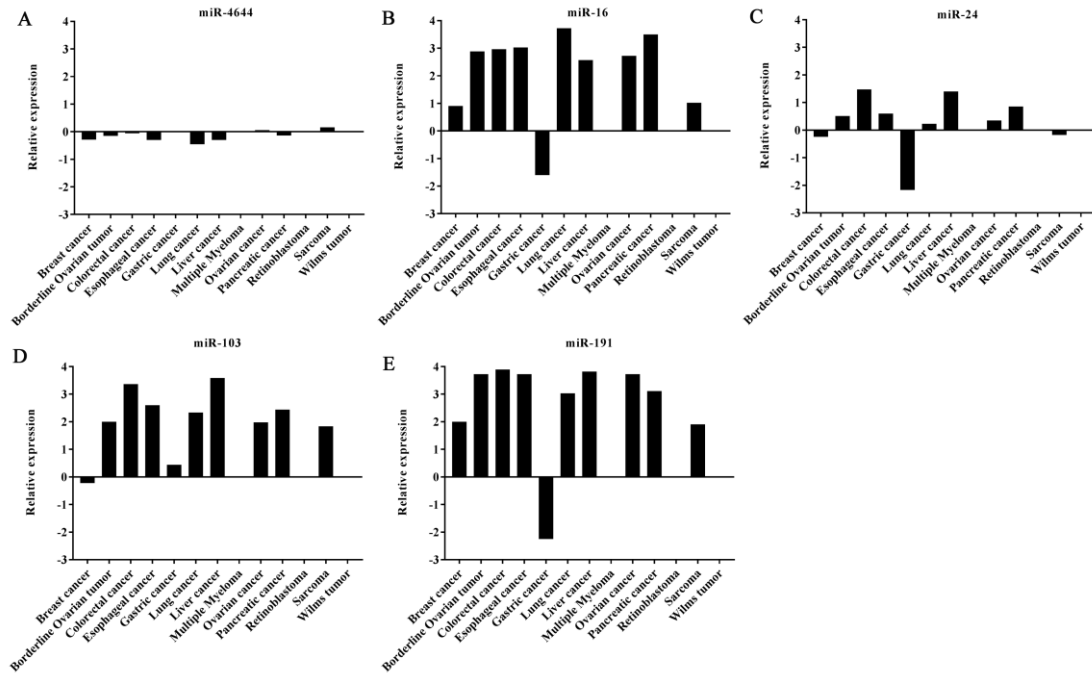 A
miR-4644
Relative expression
4
3
2
1
0
-1
-2
-3
Breast cancer
Borderline Ovarian tumor
Colorectal cancer
Esophageal cancer
Gastric cancer
Lung cancer
Liver cancer
Multiple Myeloma
Ovarian cancer
Pancreatic cancer
Retinoblastoma
Sarcoma
Wilms tumor
B
miR-16
Relative expression
4
3
2
1
0
-1
-2
-3
Breast cancer
Borderline Ovarian tumor
Colorectal cancer
Esophageal cancer
Gastric cancer
Lung cancer
Liver cancer
Multiple Myeloma
Ovarian cancer
Pancreatic cancer
Retinoblastoma
Sarcoma
Wilms tumor
C
miR-24
Relative expression
4
3
2
1
0
-1
-2
-3
Breast cancer
Borderline Ovarian tumor
Colorectal cancer
Esophageal cancer
Gastric cancer
Lung cancer
Liver cancer
Multiple Myeloma
Ovarian cancer
Pancreatic cancer
Retinoblastoma
Sarcoma
Wilms tumor
D
miR-103
Relative expression
4
3
2
1
0
-1
-2
-3
Breast cancer
Borderline Ovarian tumor
Colorectal cancer
Esophageal cancer
Gastric cancer
Lung cancer
Liver cancer
Multiple Myeloma
Ovarian cancer
Pancreatic cancer
Retinoblastoma
Sarcoma
Wilms tumor
E
miR-191
Relative expression
4
3
2
1
0
-1
-2
-3
Breast cancer
Borderline Ovarian tumor
Colorectal cancer
Esophageal cancer
Gastric cancer
Lung cancer
Liver cancer
Multiple Myeloma
Ovarian cancer
Pancreatic cancer
Retinoblastoma
Sarcoma
Wilms tumor